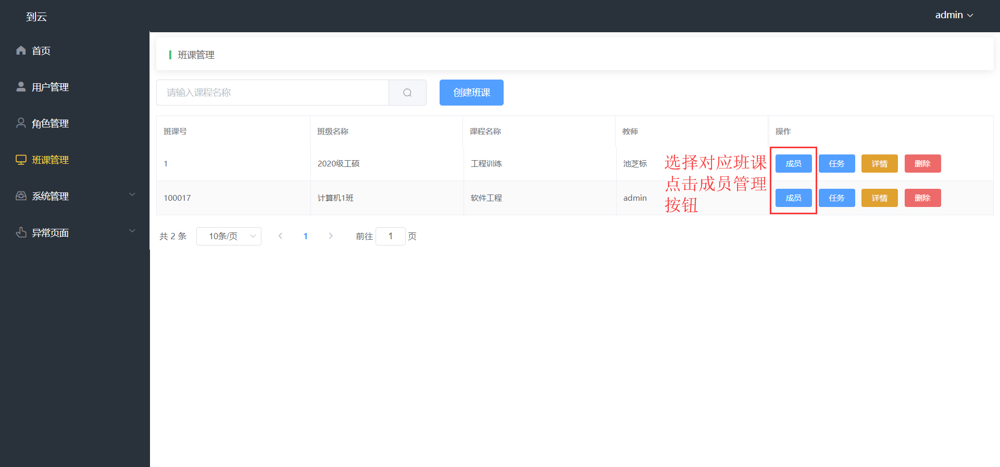 到云
admin
首页
用户管理
角色管理
班课管理
系统管理
异常页面
班课管理
请输入课程名称
创建班课
班课号 班级名称 课程名称 教师 操作
1 2020级工硕 工程训练 池芝标 成员 任务 详情 删除
100017 计算机1班 软件工程 admin 成员 任务 详情 删除
选择对应班课
点击成员管理
按钮
共 2 条 10条/页 1 前往 1 页